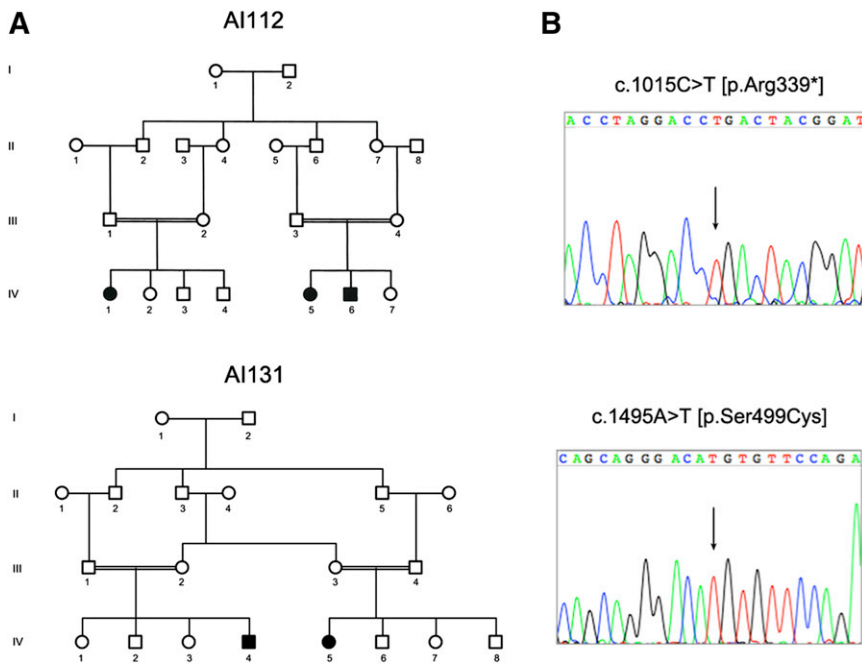 A
AI112
I
1 2
II
1 2 3 4 5 6 7 8
III
1 2 3 4
IV
1 2 3 4 5 6 7
AI131
I
1 2
II
1 2 3 4 5 6
III
1 2 3 4
IV
1 2 3 4 5 6 7 8
B
c.1015C>T [p.Arg339*]
A C C T A G G A C C T G A C T A C G G A T
c.1495A>T [p.Ser499Cys]
C A G C A G G G A C A T G T G T T C C A G A